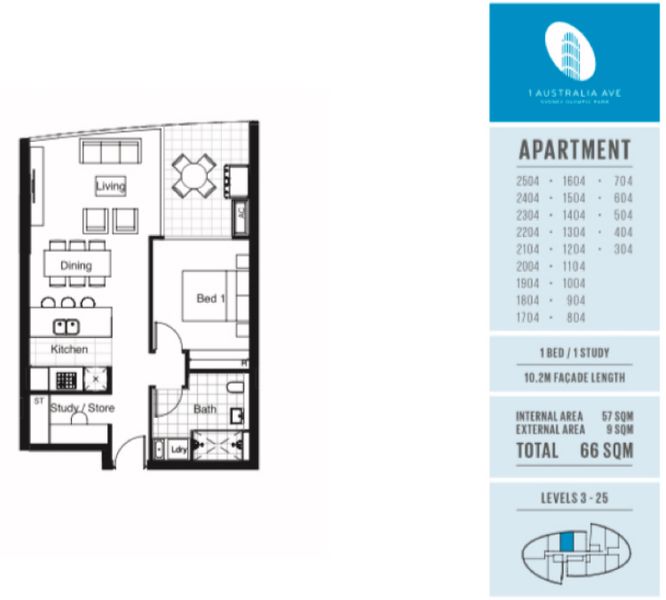 1 AUSTRALIA AVE
SYDNEY OLYMPIC PARK
APARTMENT
2504 • 1604 • 704
2404 • 1504 • 604
2304 • 1404 • 504
2204 • 1304 • 404
2104 • 1204 • 304
2004 • 1104
1904 • 1004
1804 • 904
1704 • 804
1 BED / 1 STUDY
10.2M FAÇADE LENGTH
INTERNAL AREA 57 SQM
EXTERNAL AREA 9 SQM
TOTAL 66 SQM
LEVELS 3 - 25
Living
AC
Dining
Bed 1
Kitchen
ST
Study / Store
Bath
Ldry